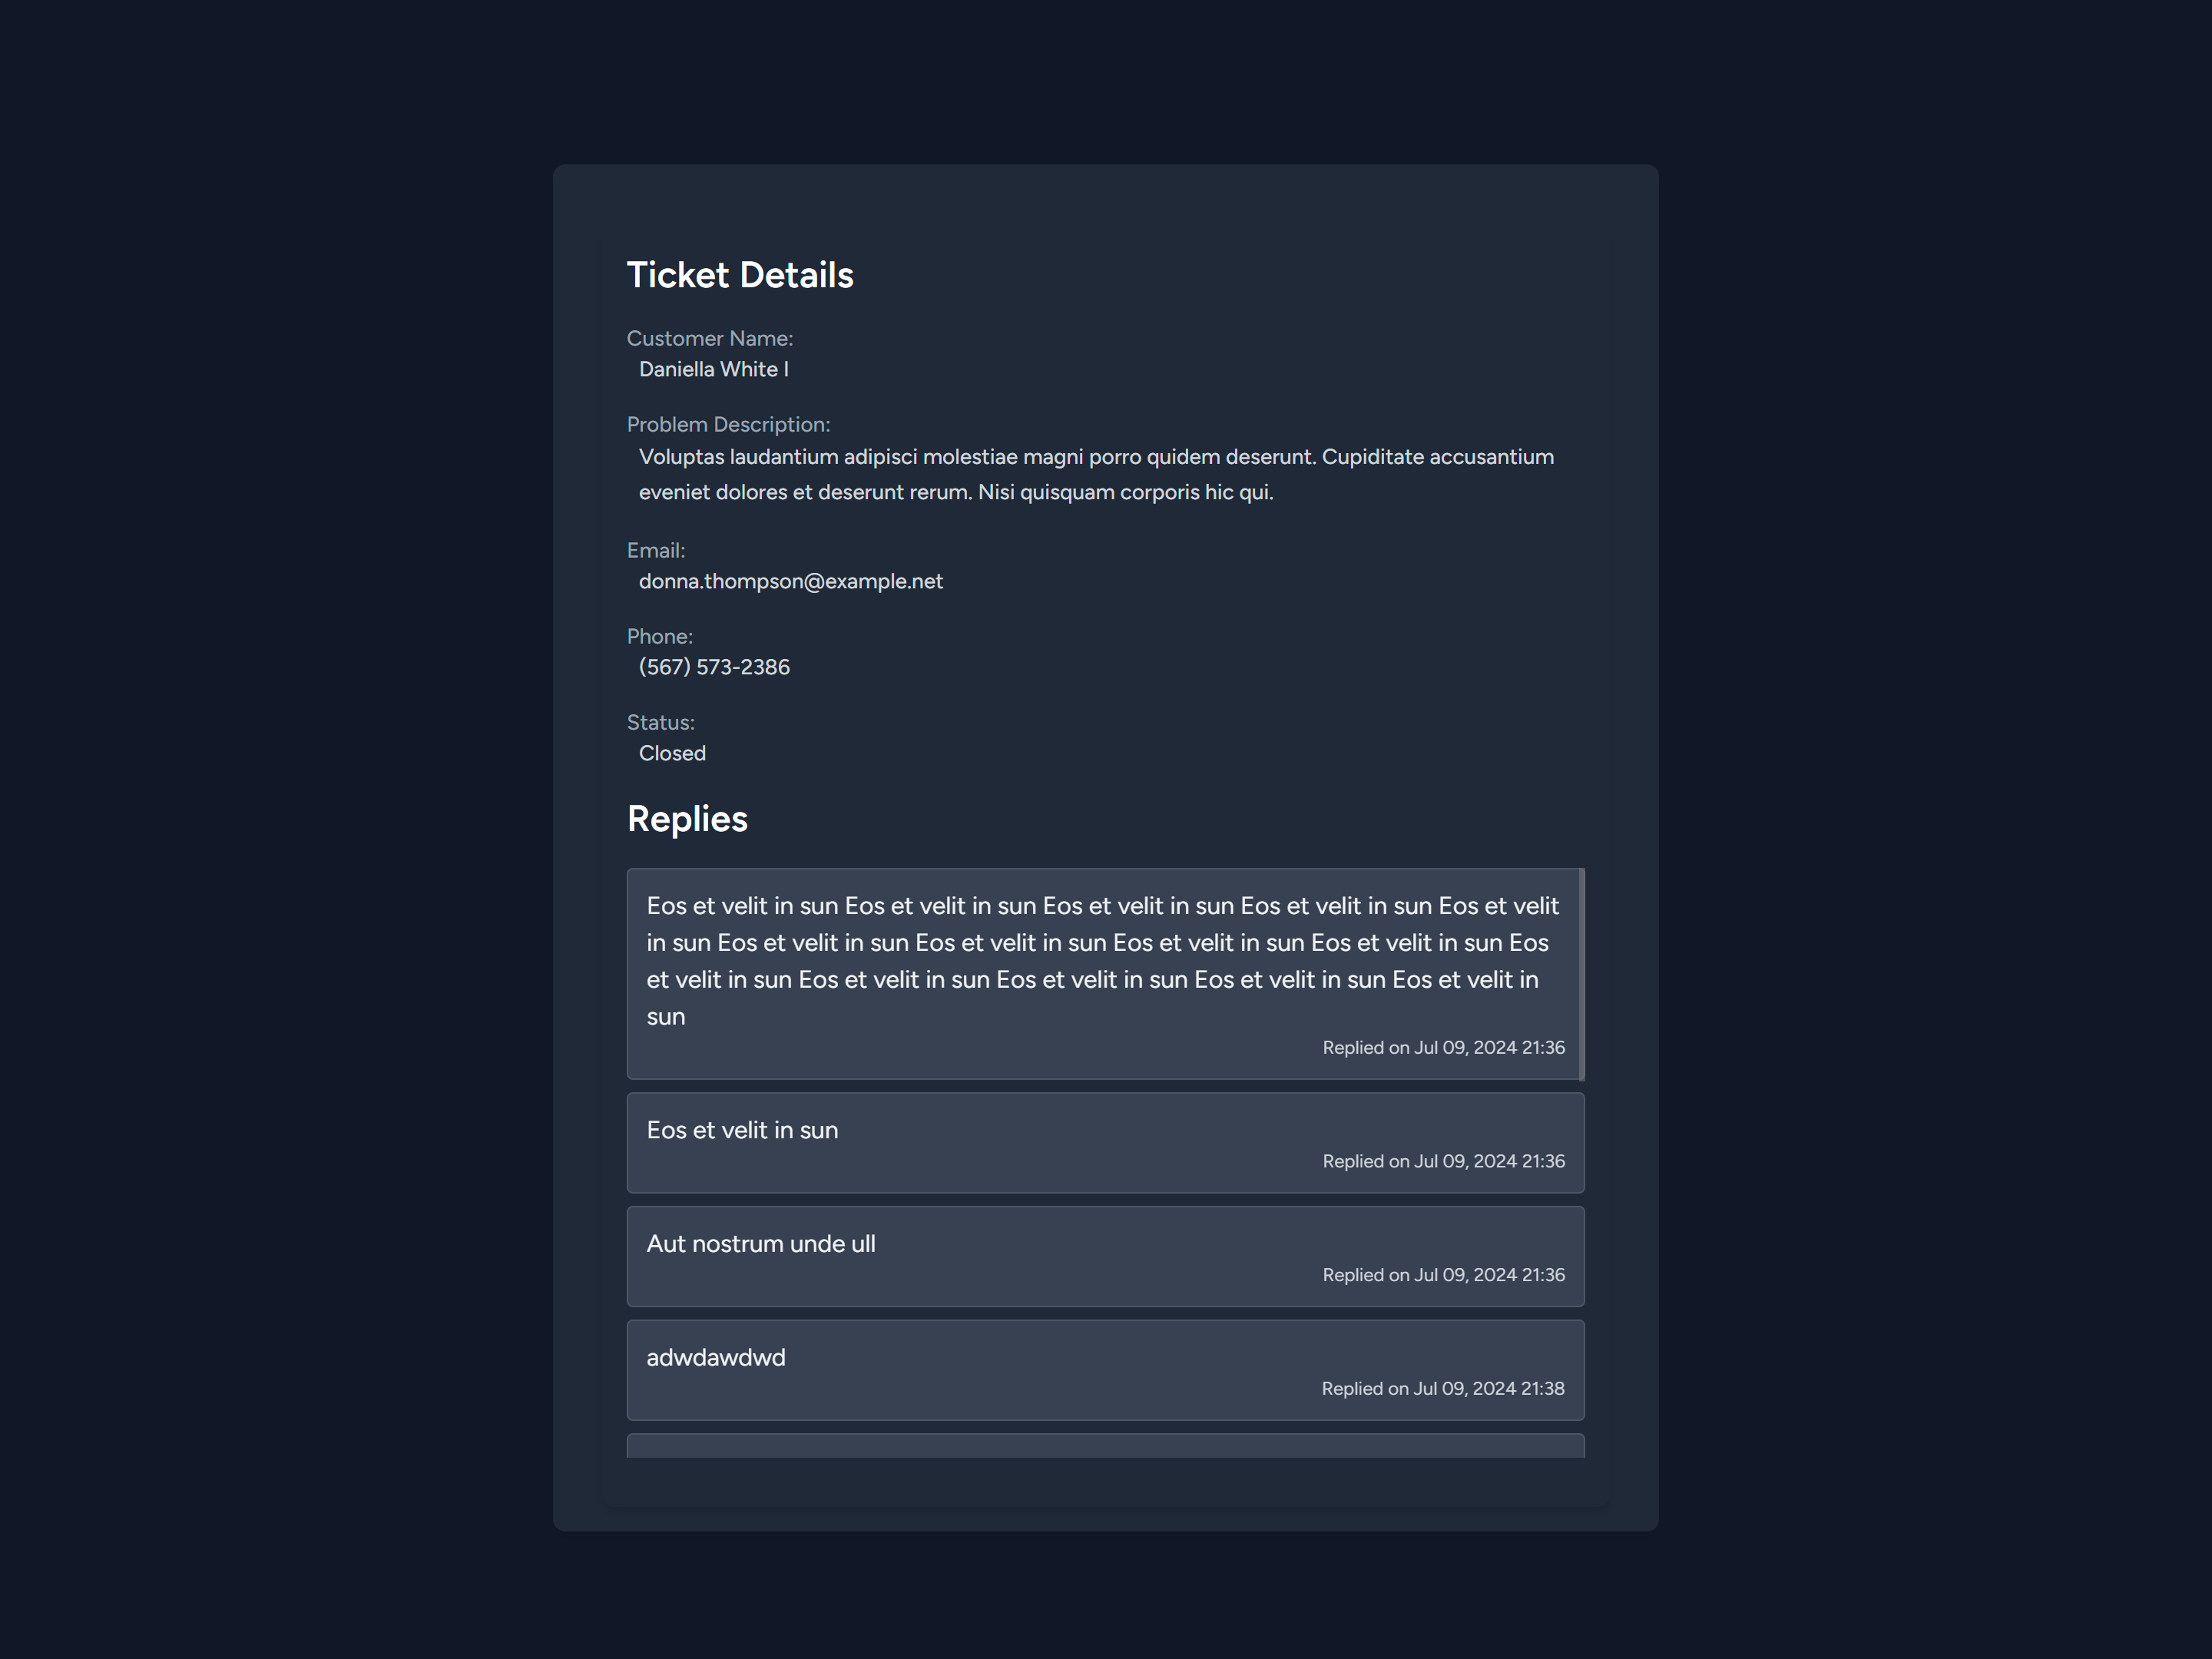 Ticket Details
Customer Name:
Daniella White I
Problem Description:
Voluptas laudantium adipisci molestiae magni porro quidem deserunt. Cupiditate accusantium
eveniet dolores et deserunt rerum. Nisi quisquam corporis hic qui.
Email:
donna.thompson@example.net
Phone:
(567) 573-2386
Status:
Closed
Replies
Eos et velit in sun Eos et velit in sun Eos et velit in sun Eos et velit in sun Eos et velit
in sun Eos et velit in sun Eos et velit in sun Eos et velit in sun Eos et velit in sun Eos
et velit in sun Eos et velit in sun Eos et velit in sun Eos et velit in sun Eos et velit in
sun
Replied on Jul 09, 2024 21:36
Eos et velit in sun
Replied on Jul 09, 2024 21:36
Aut nostrum unde ull
Replied on Jul 09, 2024 21:36
adwdawdwd
Replied on Jul 09, 2024 21:38